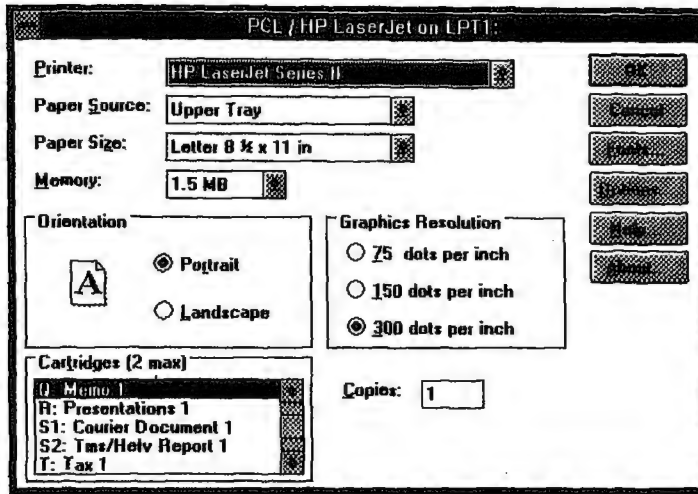 PCL / HP LaserJet on LPT1:
Printer: HP LaserJet Series II
OK
Paper Source: Upper Tray
Cancel
Paper Size: Letter 8 ½ x 11 in
Fonts...
Memory: 1.5 MB
Options...
Orientation
Graphics Resolution
Help...
Portrait
75 dots per inch
About...
A
150 dots per inch
Landscape
300 dots per inch
Cartridges (2 max)
Copies: 1
Q: Memo 1
R: Presentations 1
S1: Courier Document 1
S2: Tms/Helv Report 1
T: Tax 1